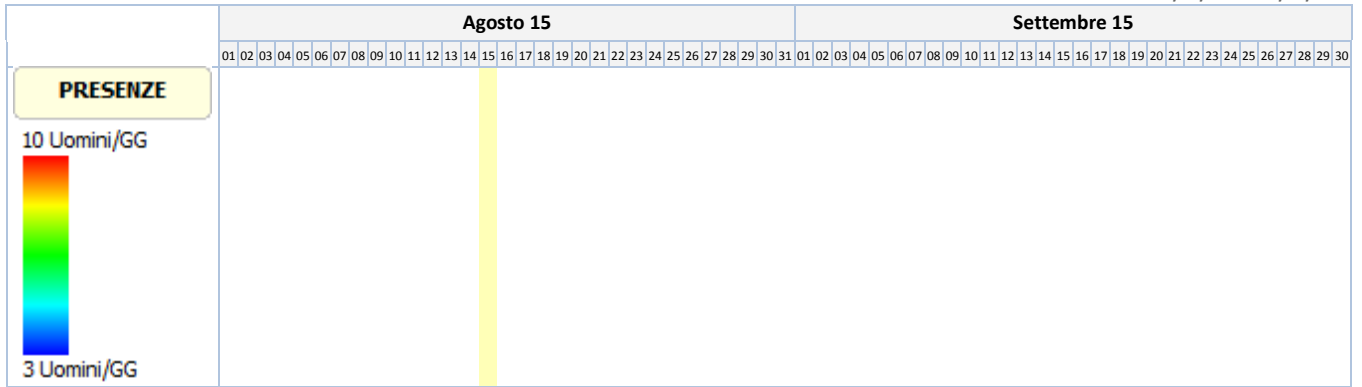 Agosto 15 Settembre 15
01 02 03 04 05 06 07 08 09 10 11 12 13 14 15 16 17 18 19 20 21 22 23 24 25 26 27 28 29 30 31 01 02 03 04 05 06 07 08 09 10 11 12 13 14 15 16 17 18 19 20 21 22 23 24 25 26 27 28 29 30
PRESENZE
10 Uomini/GG
3 Uomini/GG